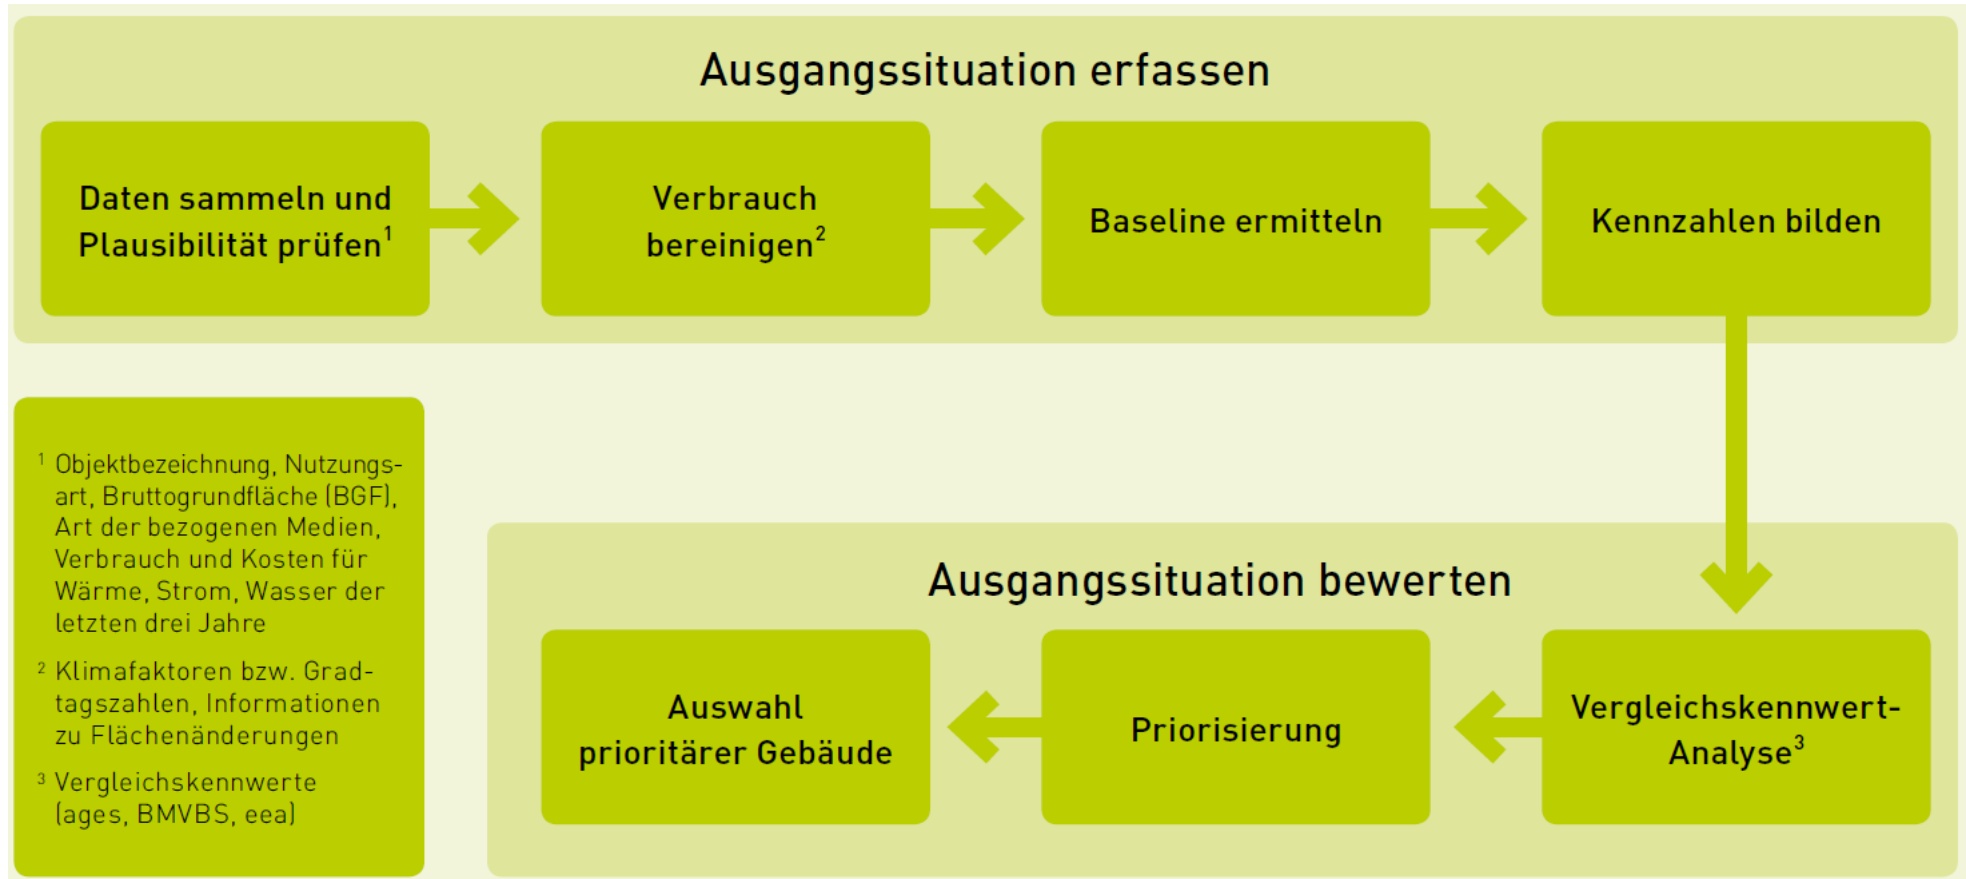 Ausgangssituation erfassen
Daten sammeln und
Plausibilität prüfen¹
Verbrauch
bereinigen²
Baseline ermitteln
Kennzahlen bilden
¹ Objektbezeichnung, Nutzungs-
art, Bruttogrundfläche (BGF),
Art der bezogenen Medien,
Verbrauch und Kosten für
Wärme, Strom, Wasser der
letzten drei Jahre
² Klimafaktoren bzw. Grad-
tagszahlen, Informationen
zu Flächenänderungen
³ Vergleichskennwerte
(ages, BMVBS, eea)
Ausgangssituation bewerten
Auswahl
prioritärer Gebäude
Priorisierung
Vergleichskennwert-
Analyse³